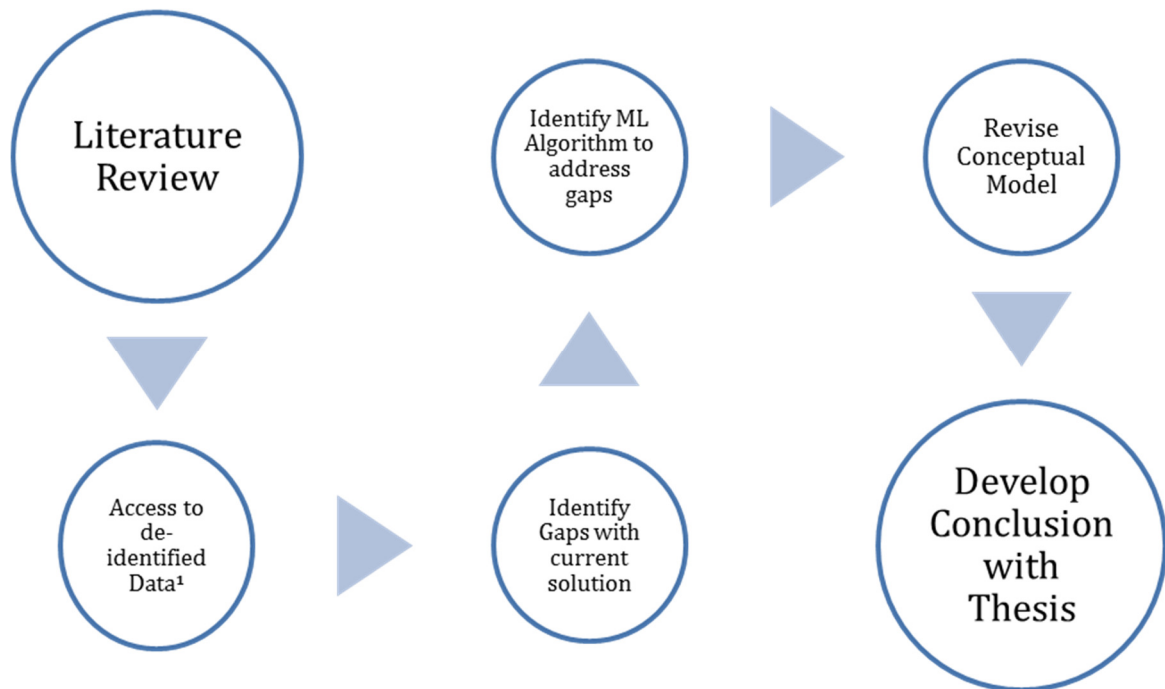 Literature
Review
Access to
de-
identified
Data¹
Identify
Gaps with
current
solution
Identify ML
Algorithm to
address
gaps
Revise
Conceptual
Model
Develop
Conclusion
with
Thesis